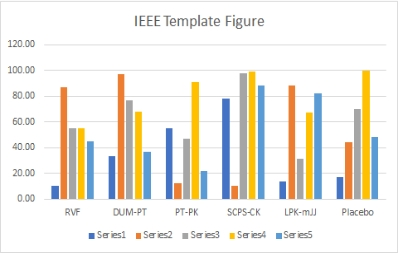 IEEE Template Figure
120.00
100.00
80.00
60.00
40.00
20.00
0.00
RVF DUM-PT PT-PK SCPS-CK LPK-mJJ Placebo
Series1 Series2 Series3 Series4 Series5